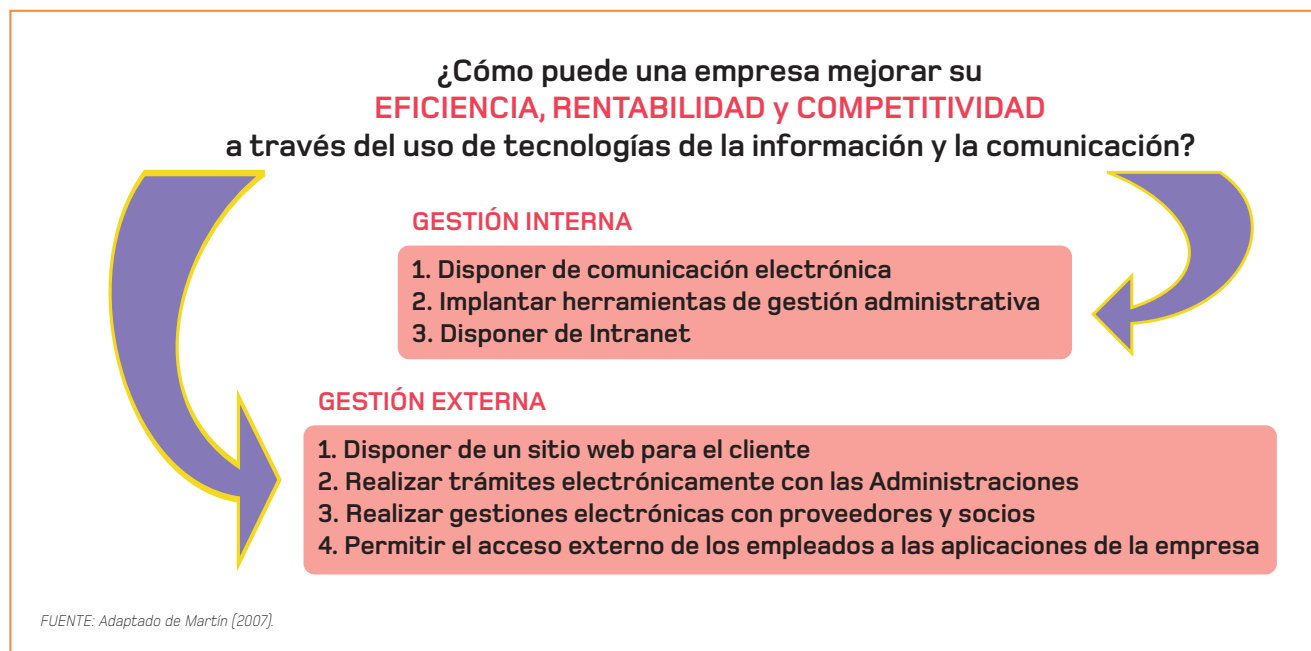 ¿Cómo puede una empresa mejorar su
EFICIENCIA, RENTABILIDAD y COMPETITIVIDAD
a través del uso de tecnologías de la información y la comunicación?
GESTIÓN INTERNA
1. Disponer de comunicación electrónica
2. Implantar herramientas de gestión administrativa
3. Disponer de Intranet
GESTIÓN EXTERNA
1. Disponer de un sitio web para el cliente
2. Realizar trámites electrónicamente con las Administraciones
3. Realizar gestiones electrónicas con proveedores y socios
4. Permitir el acceso externo de los empleados a las aplicaciones de la empresa
FUENTE: Adaptado de Martín (2007).